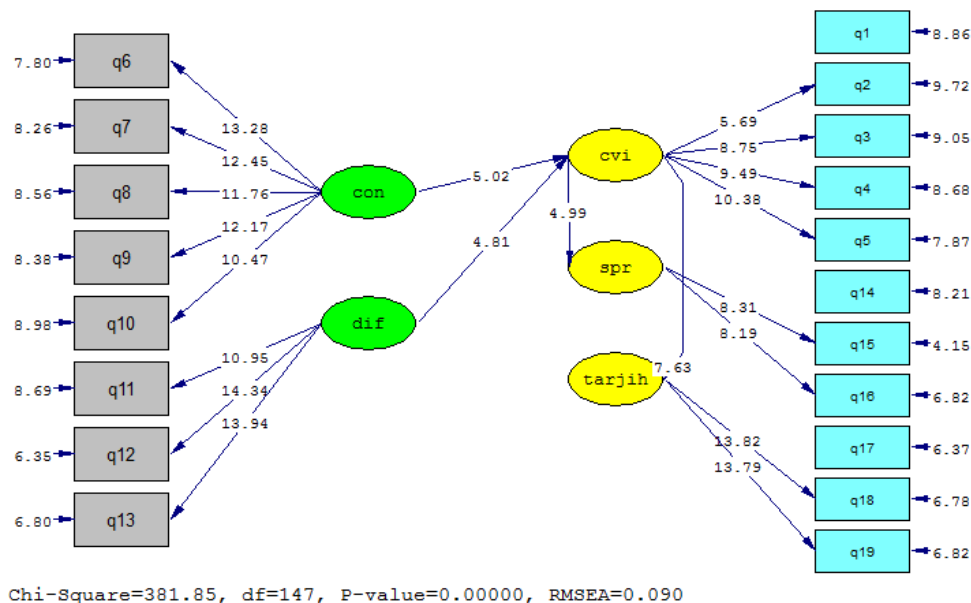 7.80 q6
8.26 q7
8.56 q8
8.38 q9
8.98 q10
8.69 q11
6.35 q12
6.80 q13
13.28
12.45
11.76
12.17
10.47
10.95
14.34
13.94
con
dif
5.02
4.81
cvi
4.99
spr
tarjih
7.63
5.69
8.75
9.49
10.38
8.31
8.19
13.82
13.79
q1 8.86
q2 9.72
q3 9.05
q4 8.68
q5 7.87
q14 8.21
q15 4.15
q16 6.82
q17 6.37
q18 6.78
q19 6.82
Chi-Square=381.85, df=147, P-value=0.00000, RMSEA=0.090